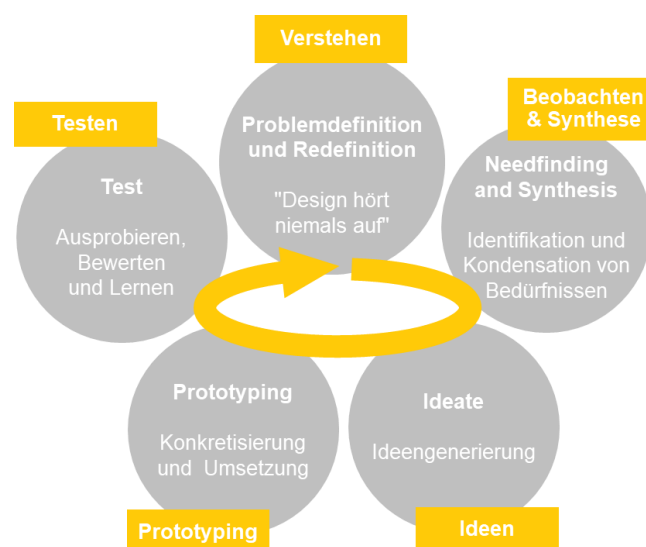 Verstehen
Problemdefinition
und Redefinition
"Design hört
niemals auf"
Beobachten
& Synthese
Needfinding
and Synthesis
Identifikation und
Kondensation von
Bedürfnissen
Ideate
Ideengenerierung
Ideen
Prototyping
Konkretisierung
und Umsetzung
Prototyping
Testen
Test
Ausprobieren,
Bewerten
und Lernen